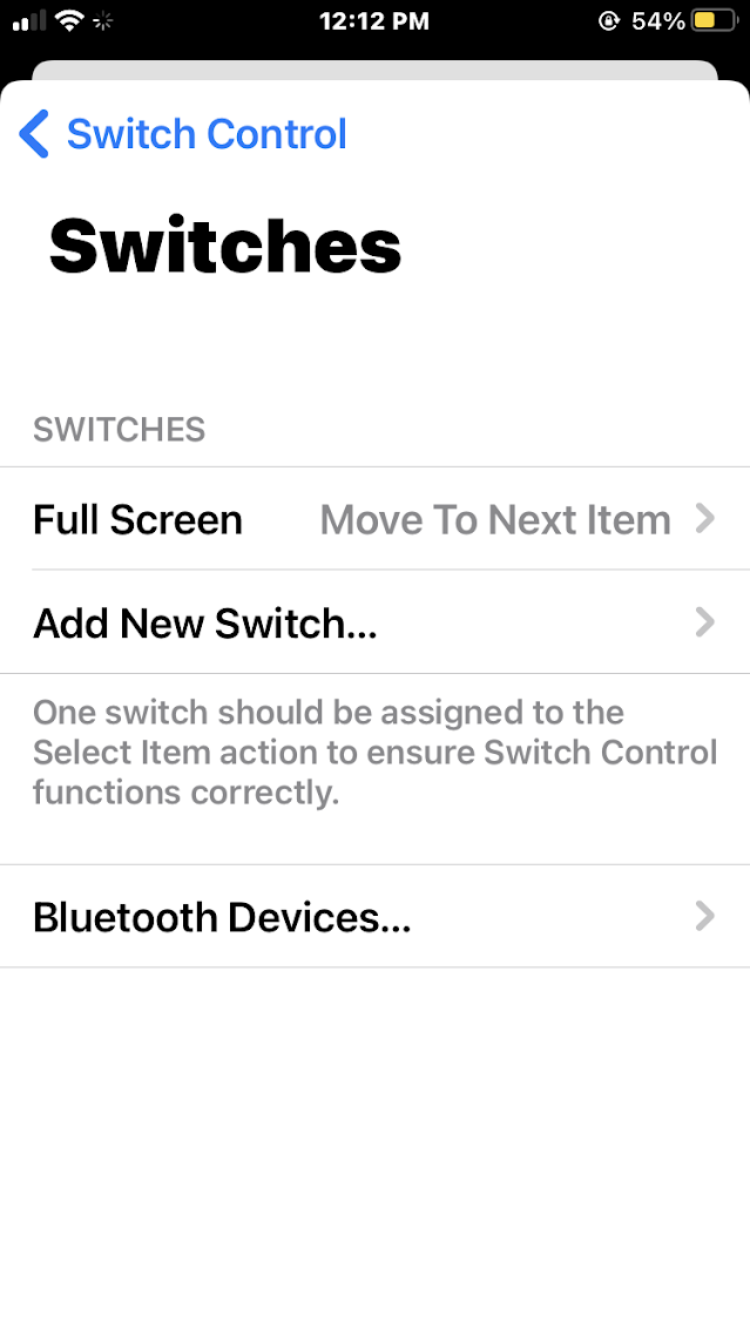 12:12 PM 54%
Switch Control
Switches
SWITCHES
Full Screen Move To Next Item
Add New Switch...
One switch should be assigned to the
Select Item action to ensure Switch Control
functions correctly.
Bluetooth Devices...